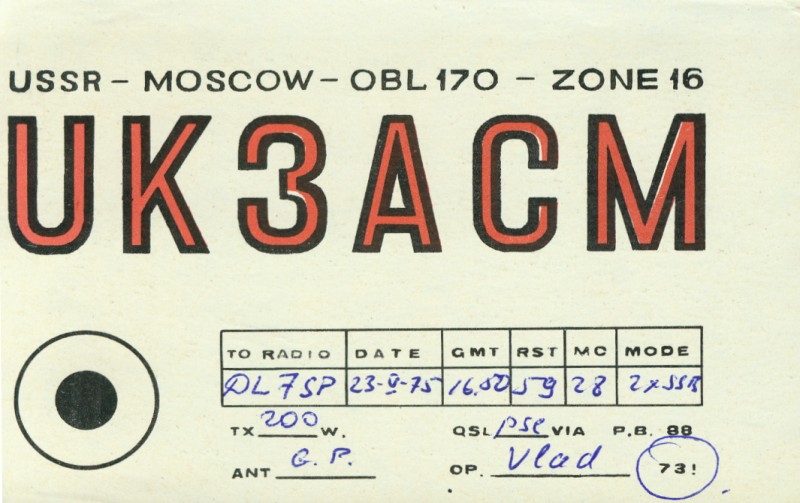 USSR – MOSCOW – OBL 170 – ZONE 16
UK3ACM
TO RADIO DATE GMT RST MC MODE
DL7SP 23-V-75 16.50 59 28 2xSSB
TX 200 W. QSL pse VIA P.B. 88
ANT G.P. OP. Vlad 73!